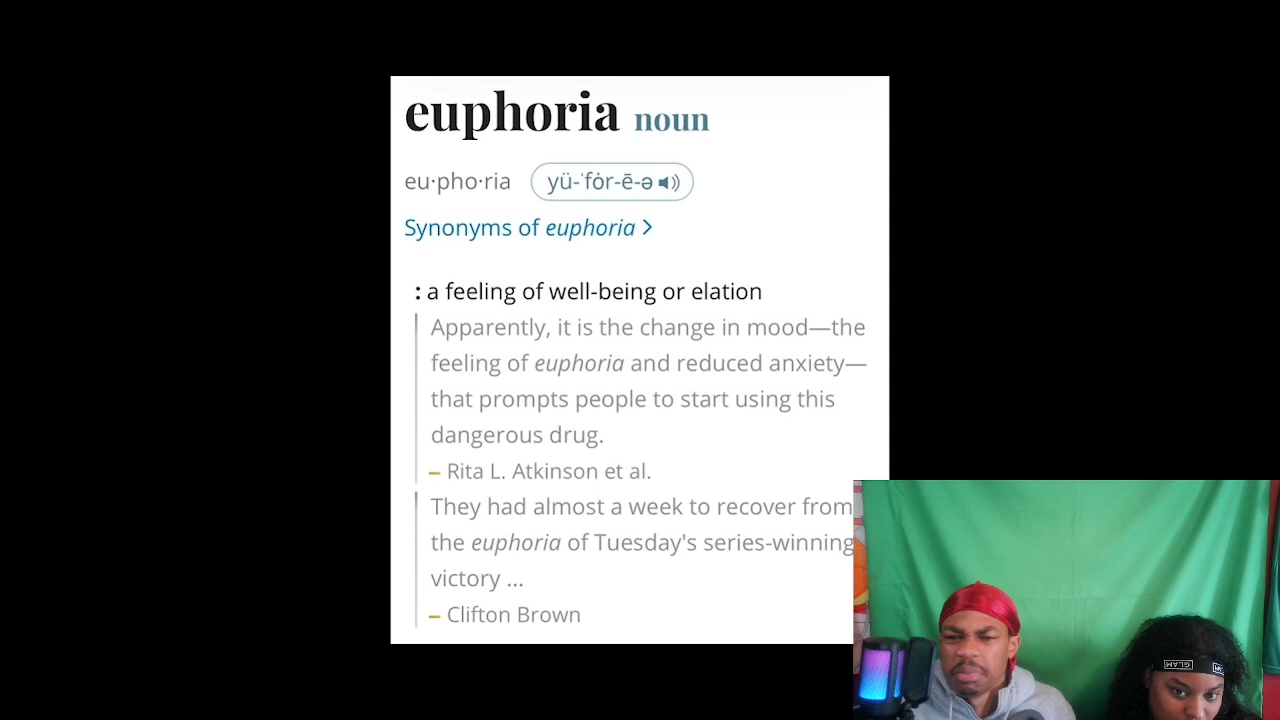 euphoria noun
eu·pho·ria yü-ˈfȯr-ē-ə
Synonyms of euphoria
: a feeling of well-being or elation
Apparently, it is the change in mood—the
feeling of euphoria and reduced anxiety—
that prompts people to start using this
dangerous drug.
– Rita L. Atkinson et al.
They had almost a week to recover from
the euphoria of Tuesday's series-winning
victory ...
– Clifton Brown
GLAM